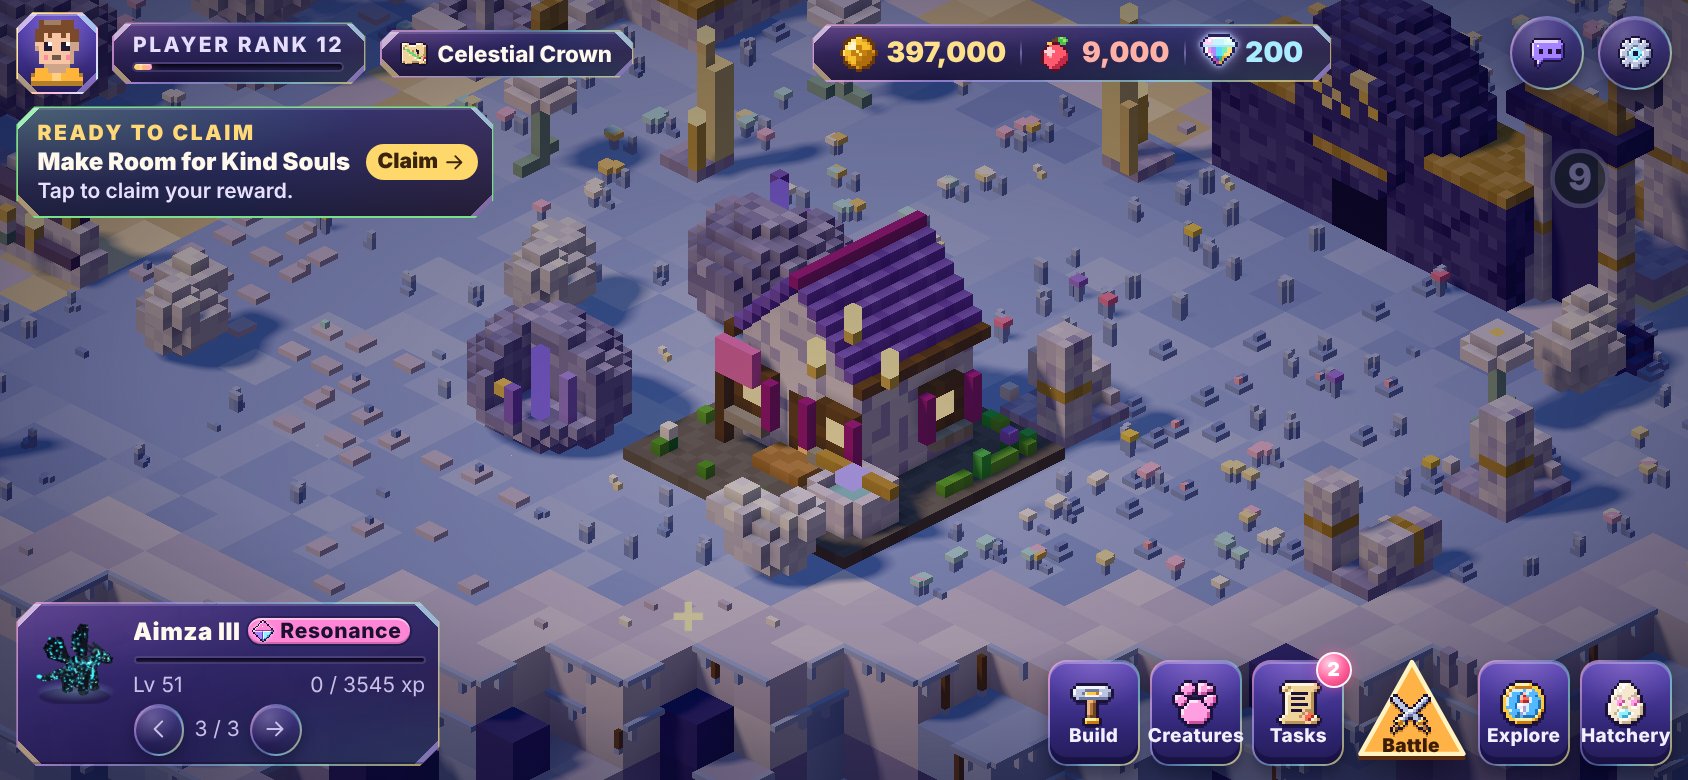 PLAYER RANK 12
Celestial Crown
397,000
9,000
200
READY TO CLAIM
Make Room for Kind Souls
Claim →
Tap to claim your reward.
9
Aimza III
Resonance
Lv 51
0 / 3545 xp
3 / 3
Build
Creatures
2
Tasks
Battle
Explore
Hatchery